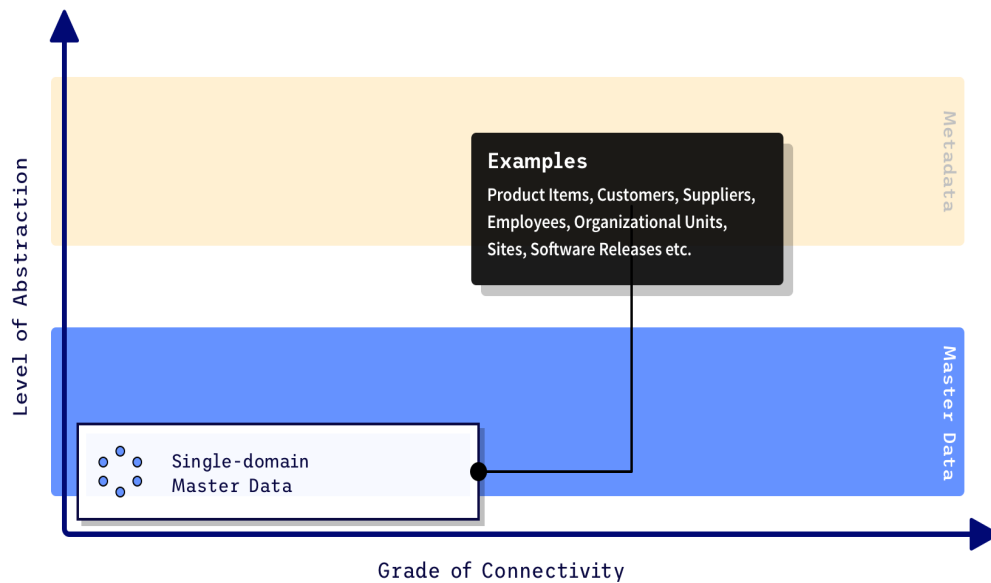 Metadata
Examples
Product Items, Customers, Suppliers,
Employees, Organizational Units,
Sites, Software Releases etc.
Level of Abstraction
Master Data
Single-domain
Master Data
Grade of Connectivity